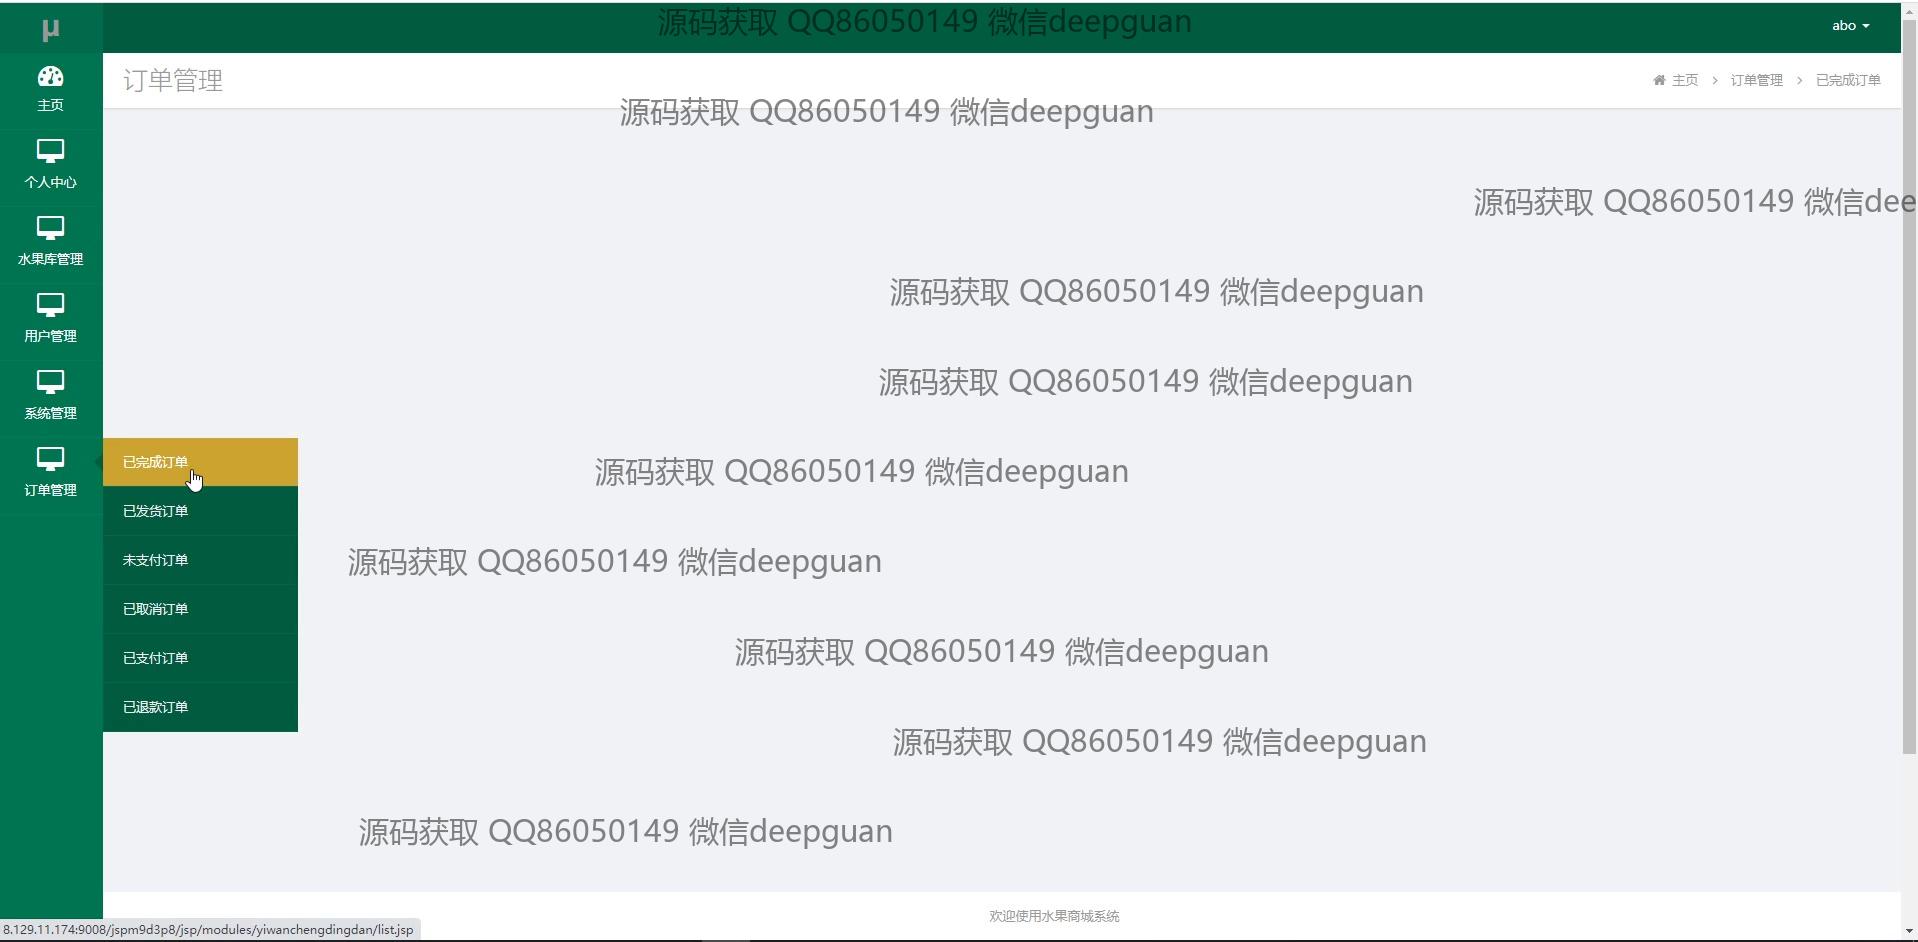 μ
源码获取 QQ86050149 微信deepguan
abo
主页
订单管理
主页 > 订单管理 > 已完成订单
源码获取 QQ86050149 微信deepguan
个人中心
源码获取 QQ86050149 微信dee
水果库管理
源码获取 QQ86050149 微信deepguan
用户管理
源码获取 QQ86050149 微信deepguan
系统管理
已完成订单
源码获取 QQ86050149 微信deepguan
订单管理
已发货订单
未支付订单
源码获取 QQ86050149 微信deepguan
已取消订单
已支付订单
源码获取 QQ86050149 微信deepguan
已退款订单
源码获取 QQ86050149 微信deepguan
源码获取 QQ86050149 微信deepguan
欢迎使用水果商城系统
8.129.11.174:9008/jspm9d3p8/jsp/modules/yiwanchengdingdan/list.jsp